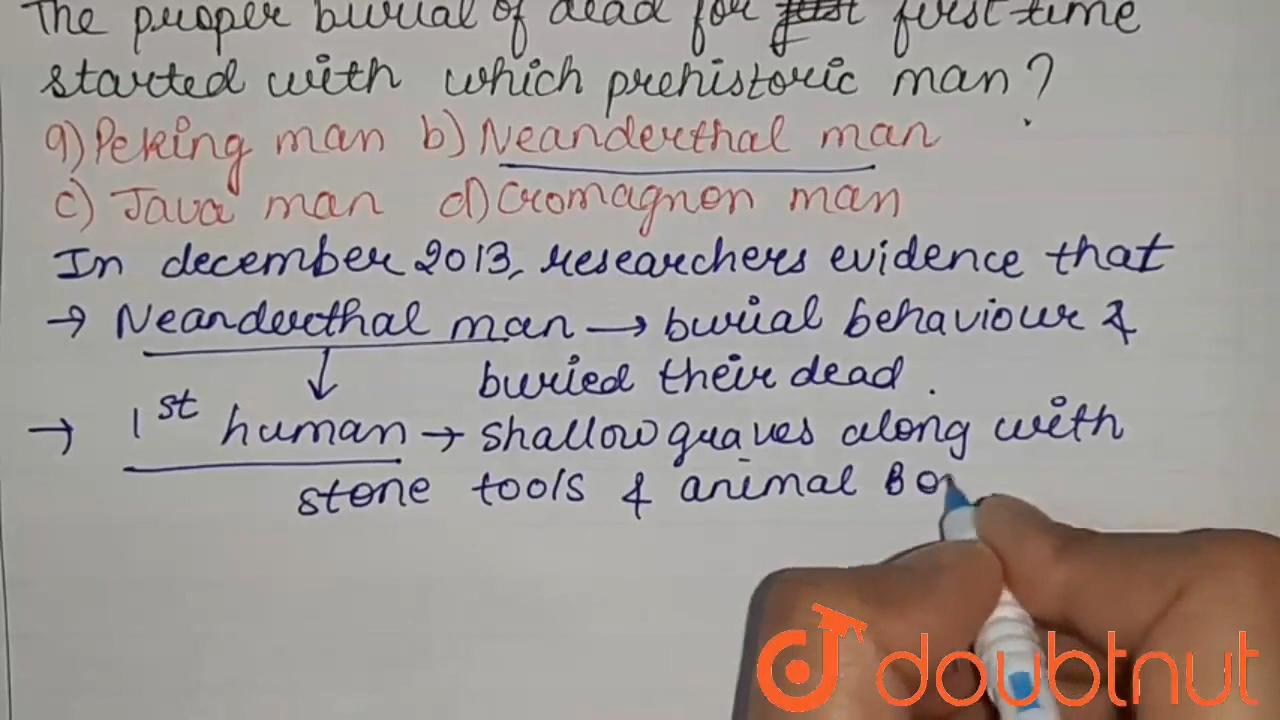 The proper burial of dead for first time
started with which prehistoric man?
a) Peking man b) Neanderthal man
c) Java man d) Cromagnon man
In december 2013, researchers evidence that
→ Neanderthal man → burial behaviour &
buried their dead.
→ 1st human → shallow graves along with
stone tools & animal Bo
doubtnut